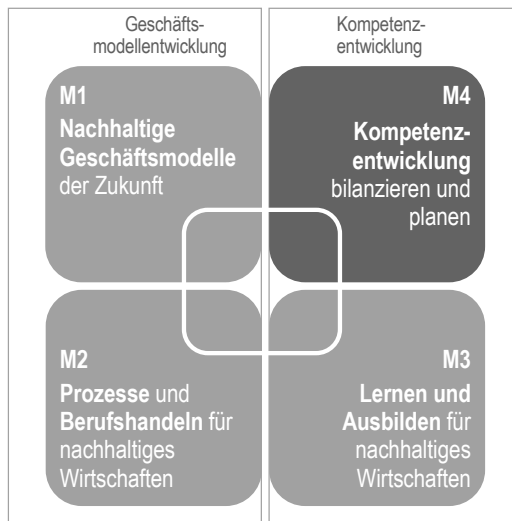 Geschäfts-
modellentwicklung
Kompetenz-
entwicklung
M1
Nachhaltige
Geschäftsmodelle
der Zukunft
M4
Kompetenz-
entwicklung
bilanzieren und
planen
M2
Prozesse und
Berufshandeln für
nachhaltiges
Wirtschaften
M3
Lernen und
Ausbilden für
nachhaltiges
Wirtschaften